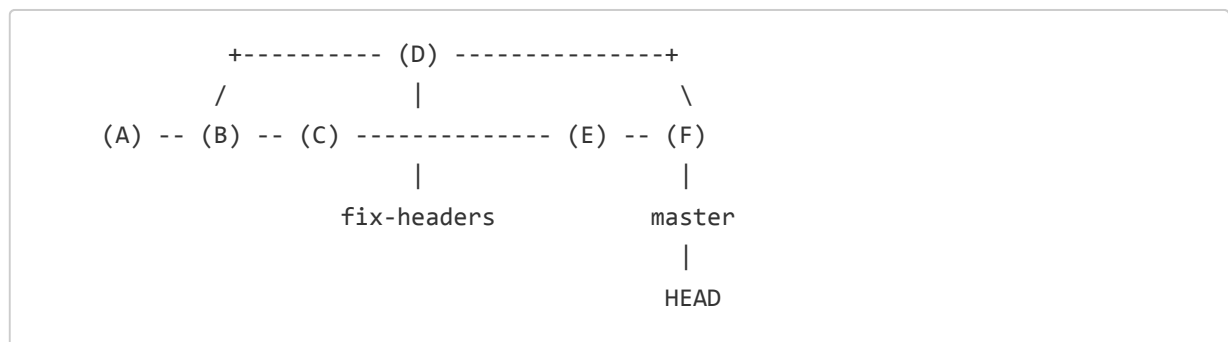 +---------- (D) ---------------+
/ | \
(A) -- (B) -- (C) -------------- (E) -- (F)
| |
fix-headers master
|
HEAD